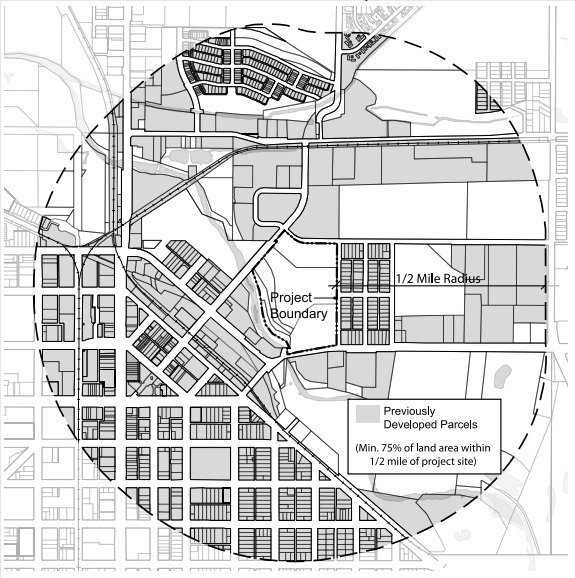 1/2 Mile Radius
Project
Boundary
Previously
Developed Parcels
(Min. 75% of land area within
1/2 mile of project site)